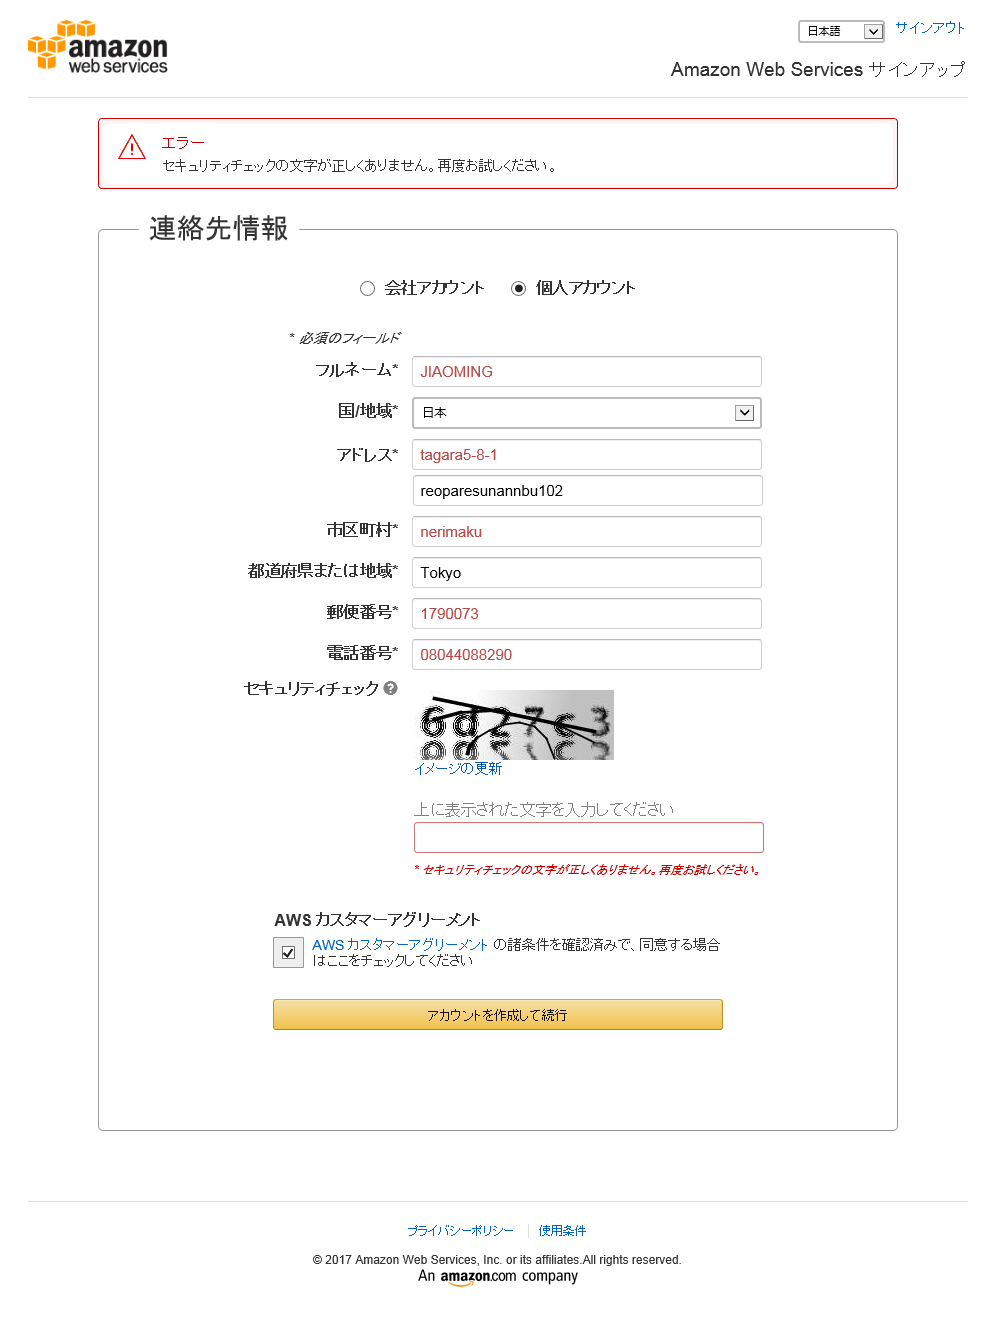 amazon
web services
日本語
サインアウト
Amazon Web Services サインアップ
エラー
セキュリティチェックの文字が正しくありません。再度お試しください。
連絡先情報
会社アカウント
個人アカウント
* 必須のフィールド
フルネーム*
JIAOMING
国/地域*
日本
アドレス*
tagara5-8-1
reoparesunannbu102
市区町村*
nerimaku
都道府県または地域*
Tokyo
郵便番号*
1790073
電話番号*
08044088290
セキュリティチェック ?
イメージの更新
上に表示された文字を入力してください
* セキュリティチェックの文字が正しくありません。再度お試しください。
AWS カスタマーアグリーメント
AWS カスタマーアグリーメント の諸条件を確認済みで、同意する場合
はここをチェックしてください
アカウントを作成して続行
プライバシーポリシー
使用条件
© 2017 Amazon Web Services, Inc. or its affiliates.All rights reserved.
An amazon.com company